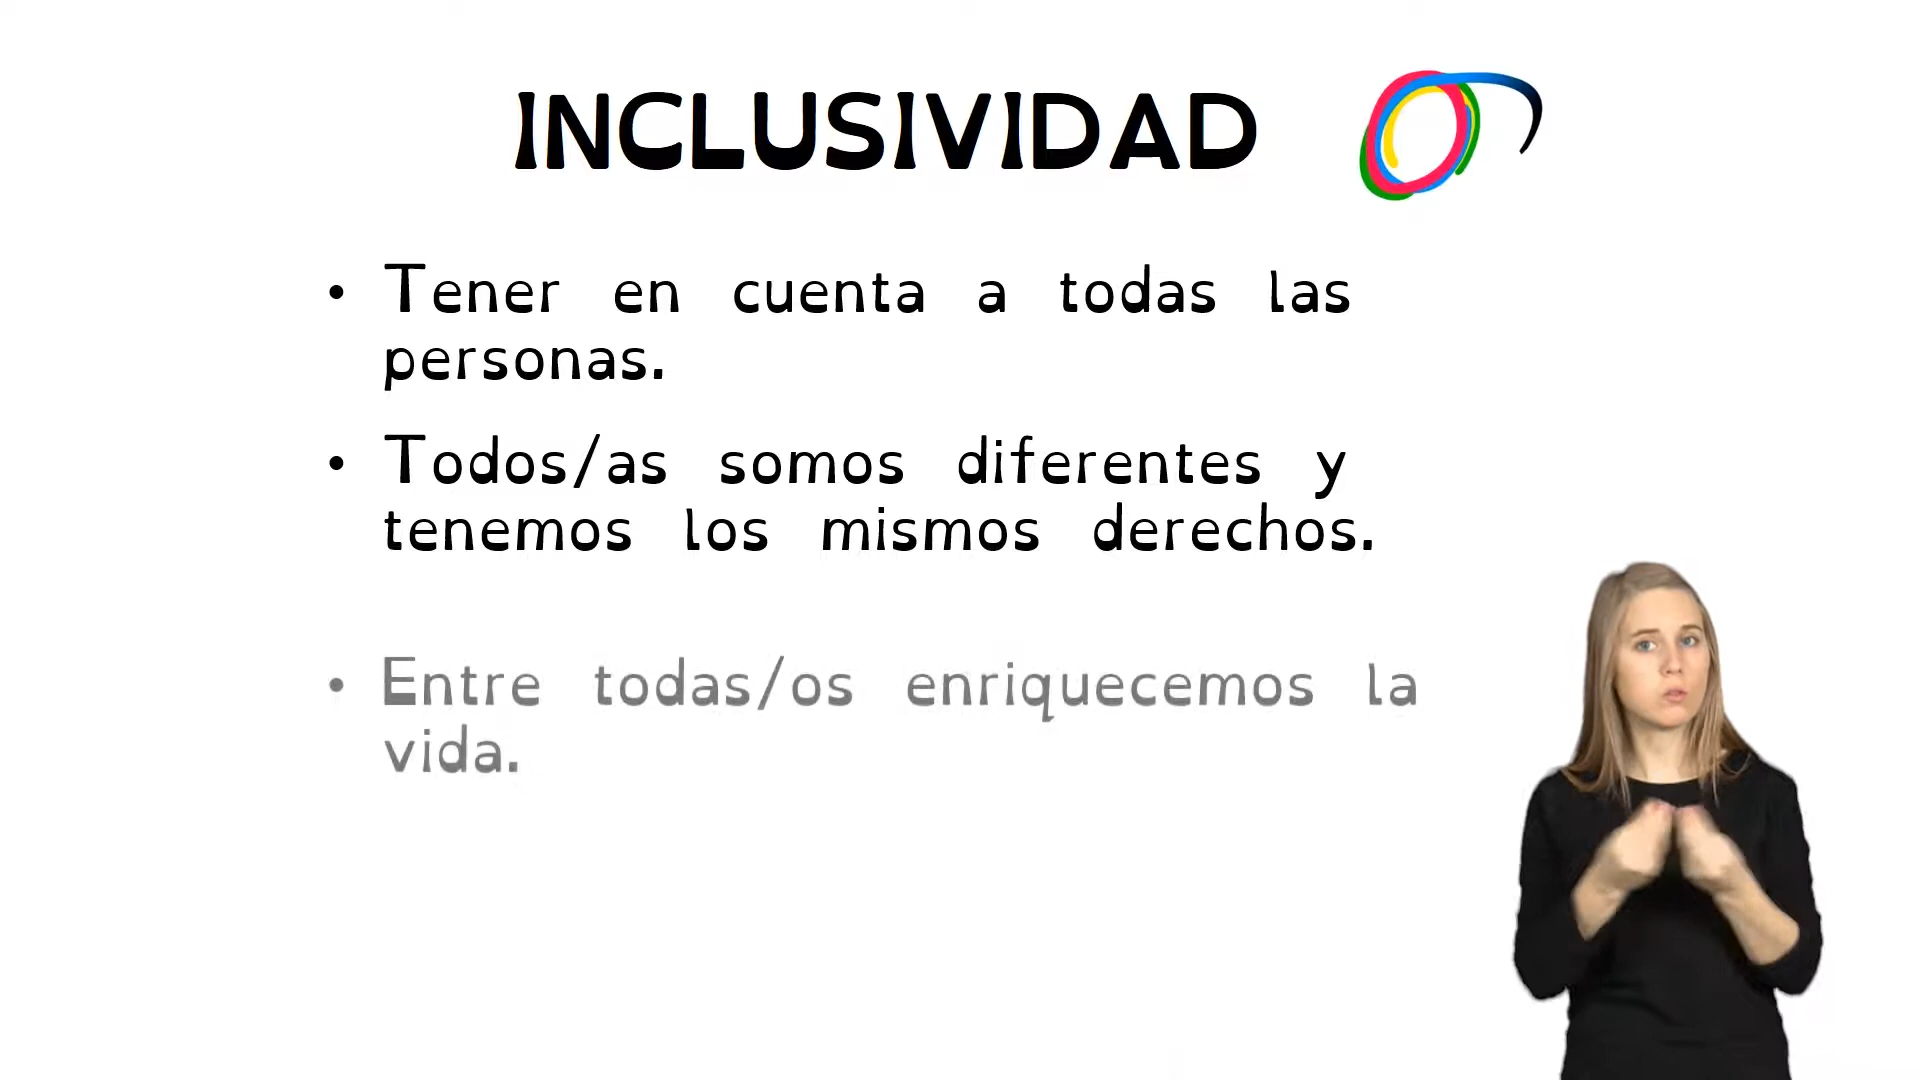 INCLUSIVIDAD
• Tener en cuenta a todas las
personas.
• Todos/as somos diferentes y
tenemos los mismos derechos.
• Entre todas/os enriquecemos la
vida.